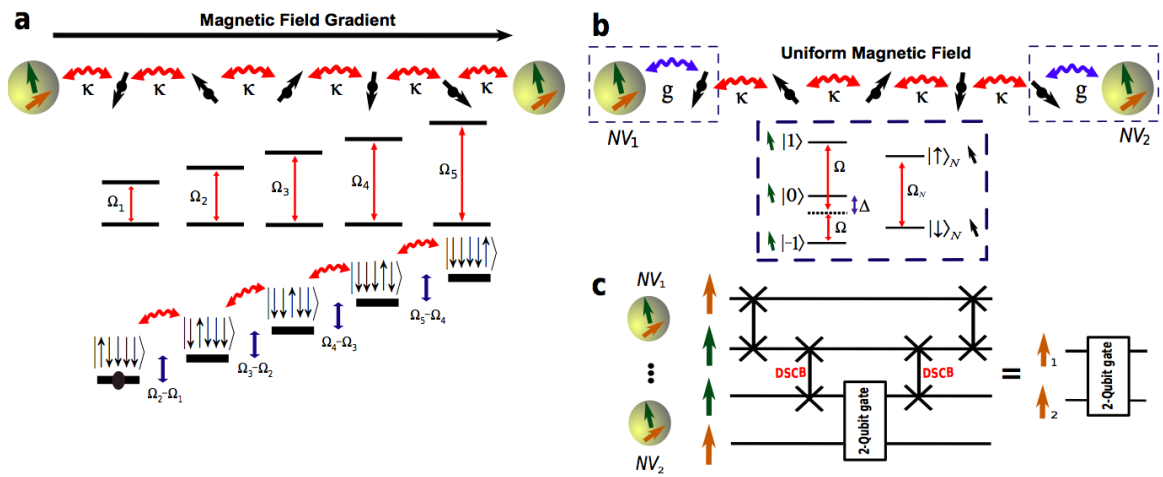 a
Magnetic Field Gradient
κ κ κ κ κ κ
Ω₁ Ω₂ Ω₃ Ω₄ Ω₅
|↑↓↓↓↓⟩ |↓↑↓↓↓⟩ |↓↓↑↓↓⟩ |↓↓↓↑↓⟩ |↓↓↓↓↑⟩
Ω₂-Ω₁ Ω₃-Ω₂ Ω₄-Ω₃ Ω₅-Ω₄
b
Uniform Magnetic Field
g κ κ κ κ g
NV₁ NV₂
|1⟩ Ω |↑⟩N
|0⟩ Δ Ω_N
Ω
|-1⟩ |↓⟩N
c
NV₁
DSCB DSCB
2-Qubit gate
NV₂
=
1
2
2-Qubit gate